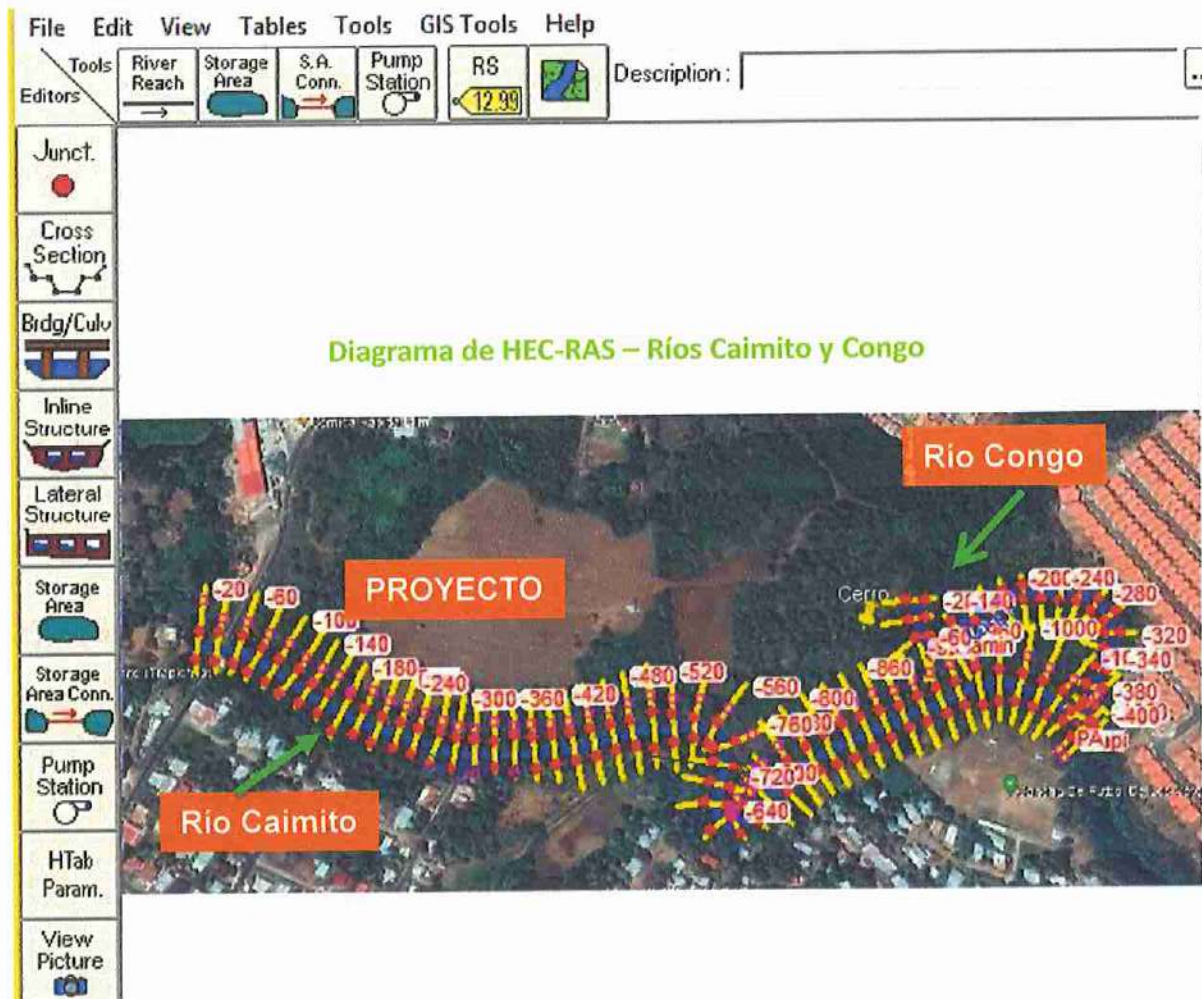 File Edit View Tables Tools GIS Tools Help
Tools
Editors
River Reach
Storage Area
S.A. Conn.
Pump Station
RS
12.99
Description :
Junct.
Cross Section
Brdg/Culv
Inline Structure
Lateral Structure
Storage Area
Storage Area Conn.
Pump Station
HTab Param.
View Picture
Diagrama de HEC-RAS – Ríos Caimito y Congo
Río Congo
PROYECTO
Río Caimito
Cerro
-20
-60
-100
-140
-180
-240
-300
-360
-420
-480
-520
-560
-640
-720
-860
-60
-140
-200
-240
-280
-320
-340
-380
-400
-1000